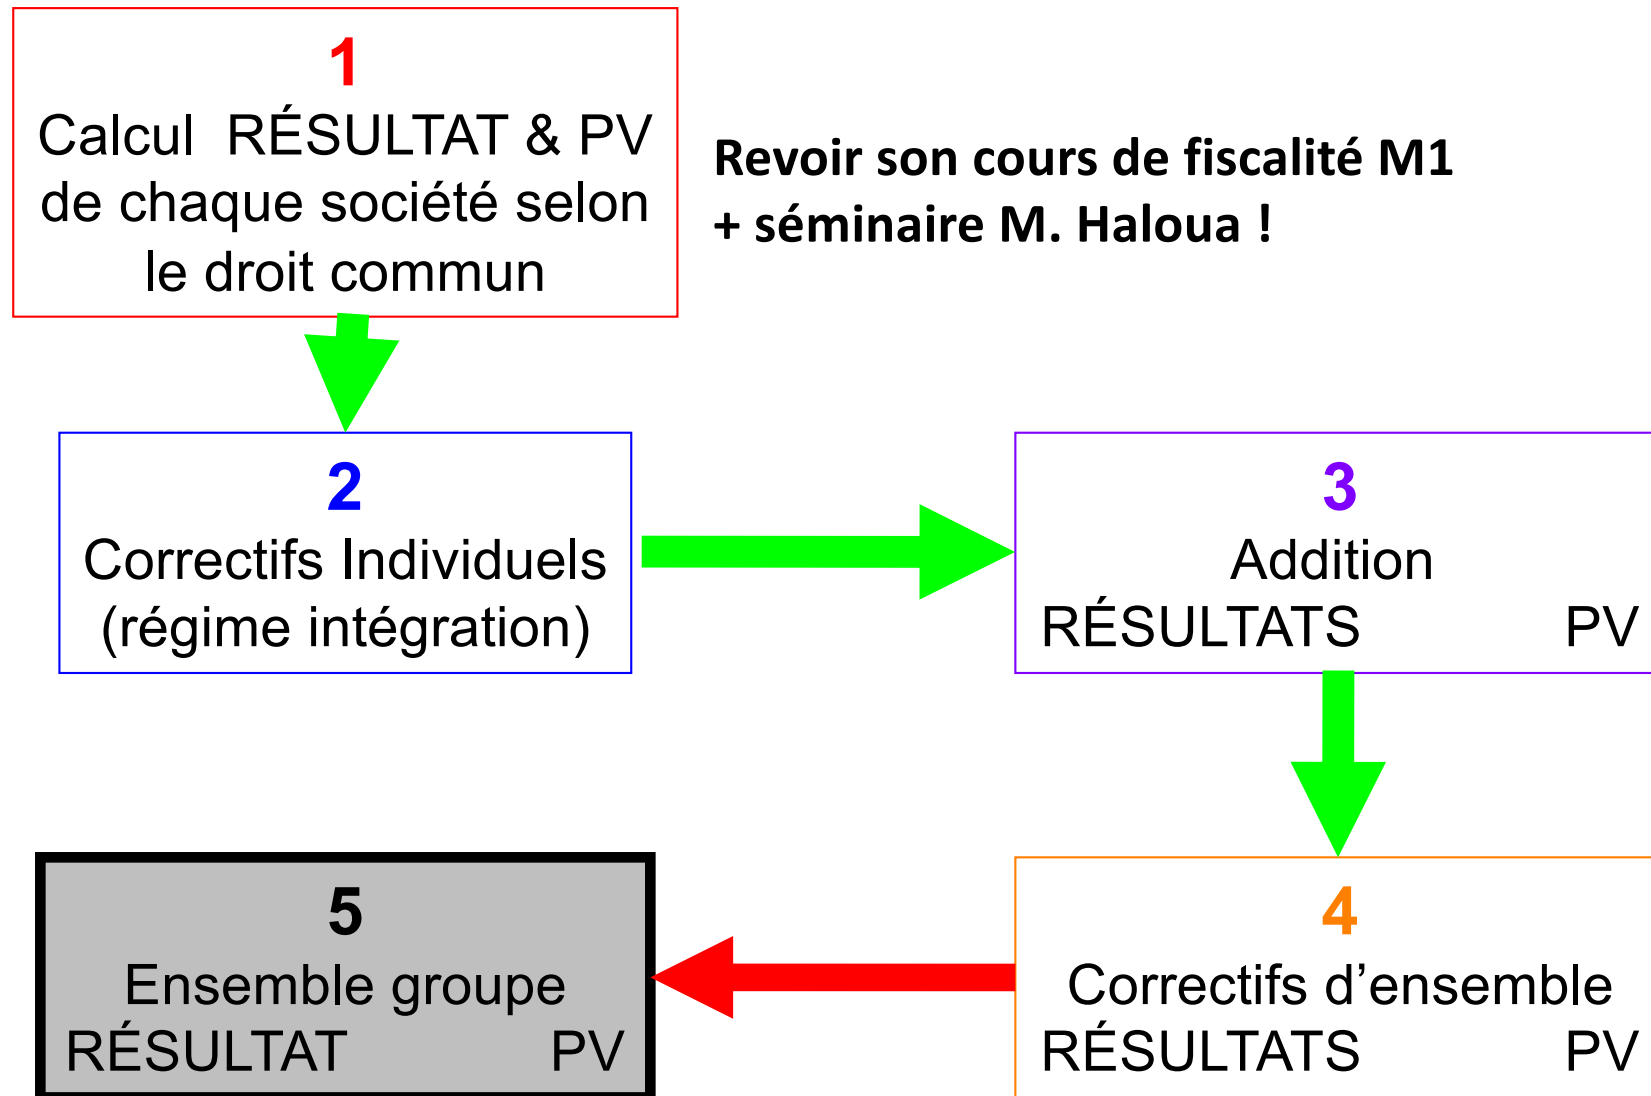 1
Calcul RÉSULTAT & PV
de chaque société selon
le droit commun
Revoir son cours de fiscalité M1
+ séminaire M. Haloua !
2
Correctifs Individuels
(régime intégration)
3
Addition
RÉSULTATS PV
5
Ensemble groupe
RÉSULTAT PV
4
Correctifs d’ensemble
RÉSULTATS PV